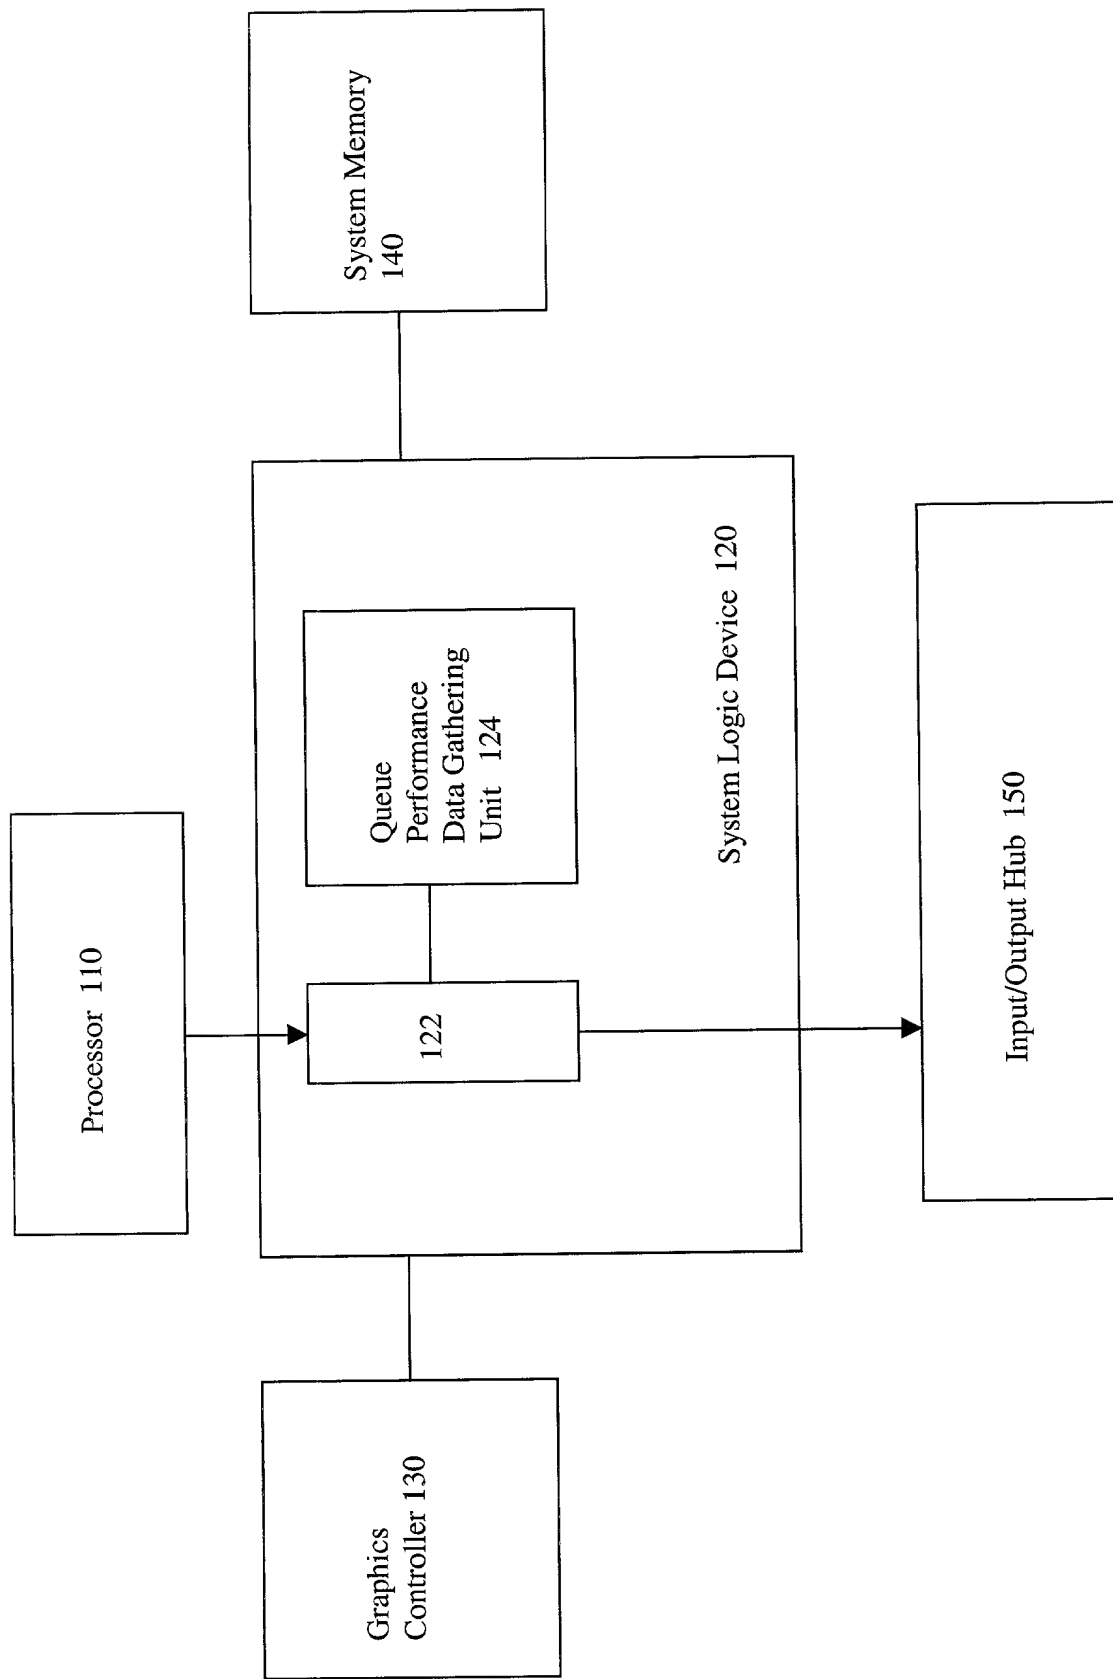 Processor 110
Graphics
Controller 130
122
Queue
Performance
Data Gathering
Unit 124
System Logic Device 120
System Memory
140
Input/Output Hub 150